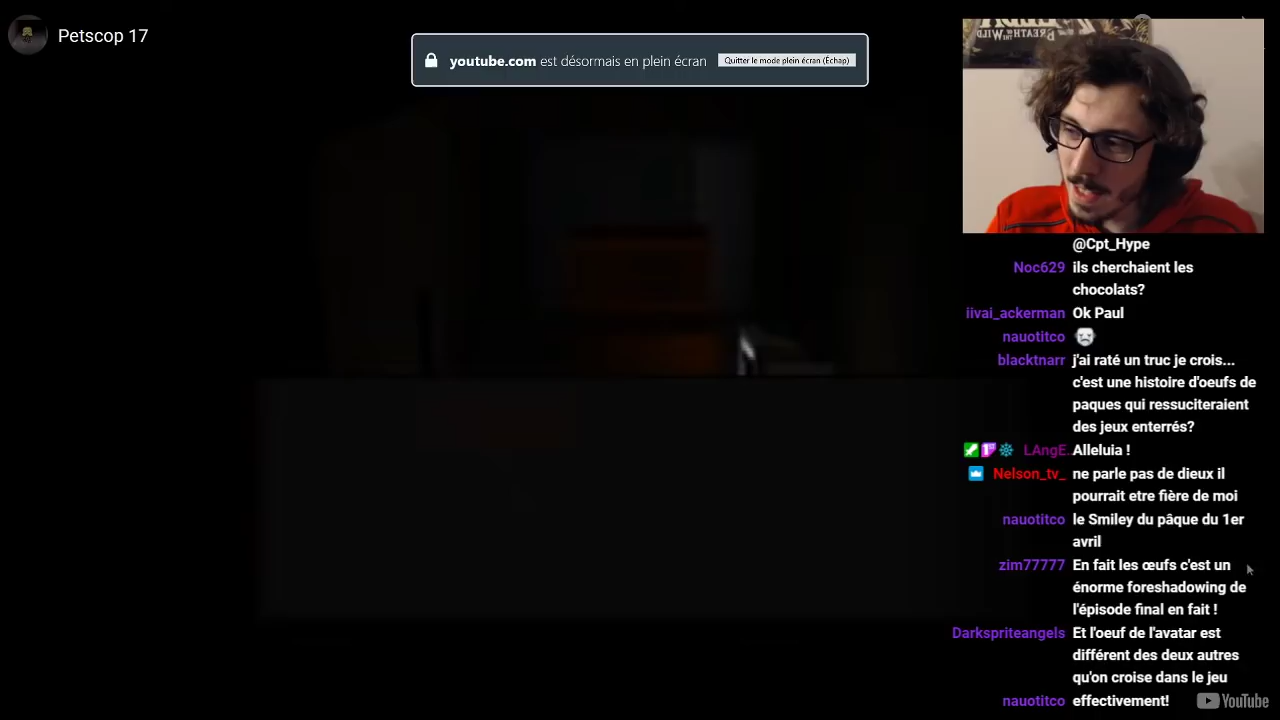 Petscop 17
youtube.com est désormais en plein écran
Quitter le mode plein écran (Échap)
@Cpt_Hype
Noc629 ils cherchaient les
chocolats?
iivai_ackerman Ok Paul
nauotitco
blacktnarr j'ai raté un truc je crois...
c'est une histoire d'oeufs de
paques qui ressuciteraient
des jeux enterrés?
LAngE. Alleluia !
Nelson_tv_ ne parle pas de dieux il
pourrait etre fière de moi
nauotitco le Smiley du pâque du 1er
avril
zim77777 En fait les œufs c'est un
énorme foreshadowing de
l'épisode final en fait !
Darkspriteangels Et l'oeuf de l'avatar est
différent des deux autres
qu'on croise dans le jeu
nauotitco effectivement!
YouTube